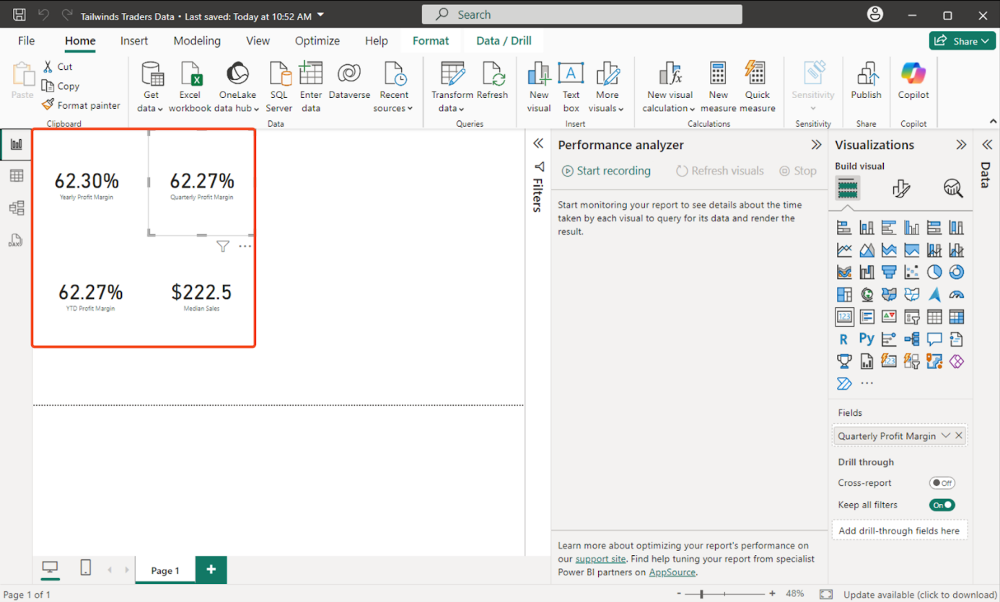 Tailwinds Traders Data • Last saved: Today at 10:52 AM
Search
File
Home
Insert
Modeling
View
Optimize
Help
Format
Data / Drill
Share
Paste
Cut
Copy
Format painter
Clipboard
Get data
Excel workbook
OneLake data hub
SQL Server
Enter data
Dataverse
Recent sources
Data
Transform data
Refresh
Queries
New visual
Text box
More visuals
Insert
New visual calculation
New measure
Quick measure
Calculations
Sensitivity
Sensitivity
Publish
Share
Copilot
Copilot
62.30%
Yearly Profit Margin
62.27%
Quarterly Profit Margin
62.27%
YTD Profit Margin
$222.5
Median Sales
Filters
Performance analyzer
Start recording
Refresh visuals
Stop
Start monitoring your report to see details about the time
taken by each visual to query for its data and render the
result.
Learn more about optimizing your report's performance on
our support site. Find help tuning your report from specialist
Power BI partners on AppSource.
Visualizations
Build visual
123
R
Py
123
Fields
Quarterly Profit Margin
Drill through
Cross-report
Off
Keep all filters
On
Add drill-through fields here
Data
DAX
A
Page 1
+
Page 1 of 1
- + 48%
Update available (click to download)